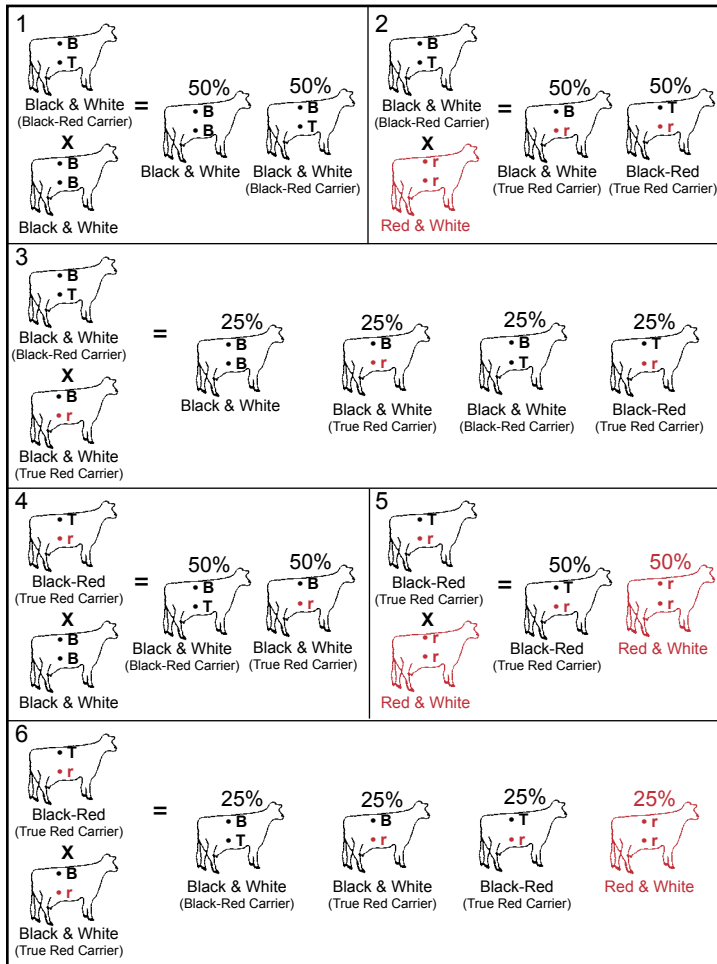 1
B
T
Black & White
(Black-Red Carrier)
X
B
B
Black & White
=
50%
B
B
Black & White
50%
B
T
Black & White
(Black-Red Carrier)
2
B
T
Black & White
(Black-Red Carrier)
X
r
r
Red & White
=
50%
B
r
Black & White
(True Red Carrier)
50%
T
r
Black-Red
(True Red Carrier)
3
B
T
Black & White
(Black-Red Carrier)
X
B
r
Black & White
(True Red Carrier)
=
25%
B
B
Black & White
25%
B
r
Black & White
(True Red Carrier)
25%
B
T
Black & White
(Black-Red Carrier)
25%
T
r
Black-Red
(True Red Carrier)
4
T
r
Black-Red
(True Red Carrier)
X
B
B
Black & White
=
50%
B
T
Black & White
(Black-Red Carrier)
50%
B
r
Black & White
(True Red Carrier)
5
T
r
Black-Red
(True Red Carrier)
X
r
r
Red & White
=
50%
T
r
Black-Red
(True Red Carrier)
50%
r
r
Red & White
6
T
r
Black-Red
(True Red Carrier)
X
B
r
Black & White
(True Red Carrier)
=
25%
B
T
Black & White
(Black-Red Carrier)
25%
B
r
Black & White
(True Red Carrier)
25%
T
r
Black-Red
(True Red Carrier)
25%
r
r
Red & White